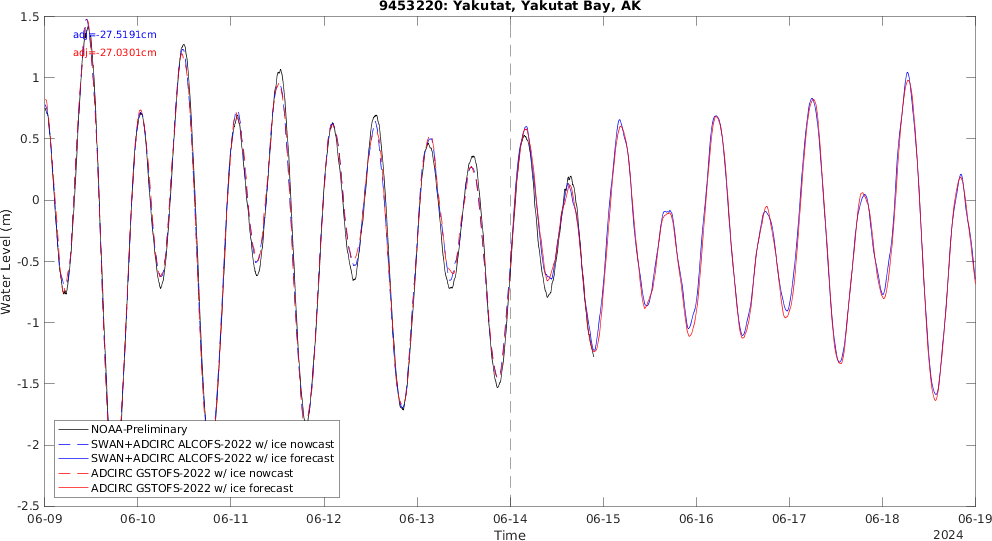 9453220: Yakutat, Yakutat Bay, AK
adj=-27.5191cm
adj=-27.0301cm
1.5
1
0.5
0
-0.5
-1
-1.5
-2
-2.5
Water Level (m)
NOAA-Preliminary
SWAN+ADCIRC ALCOFS-2022 w/ ice nowcast
SWAN+ADCIRC ALCOFS-2022 w/ ice forecast
ADCIRC GSTOFS-2022 w/ ice nowcast
ADCIRC GSTOFS-2022 w/ ice forecast
06-09 06-10 06-11 06-12 06-13 06-14 06-15 06-16 06-17 06-18 06-19
Time
2024